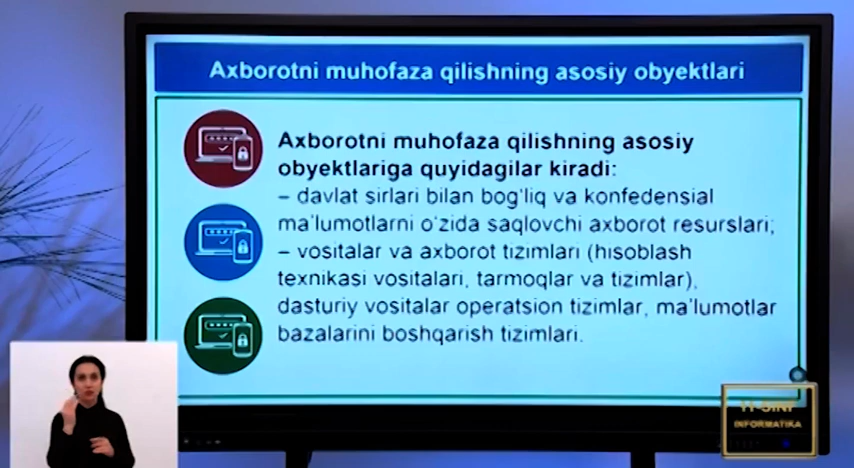 Axborotni muhofaza qilishning asosiy obyektlari
Axborotni muhofaza qilishning asosiy
obyektlariga quyidagilar kiradi:
– davlat sirlari bilan bog‘liq va konfedensial
ma’lumotlarni o‘zida saqlovchi axborot resurslari;
– vositalar va axborot tizimlari (hisoblash
texnikasi vositalari, tarmoqlar va tizimlar),
dasturiy vositalar operatsion tizimlar, ma’lumotlar
bazalarini boshqarish tizimlari.
11-SINF
INFORMATIKA